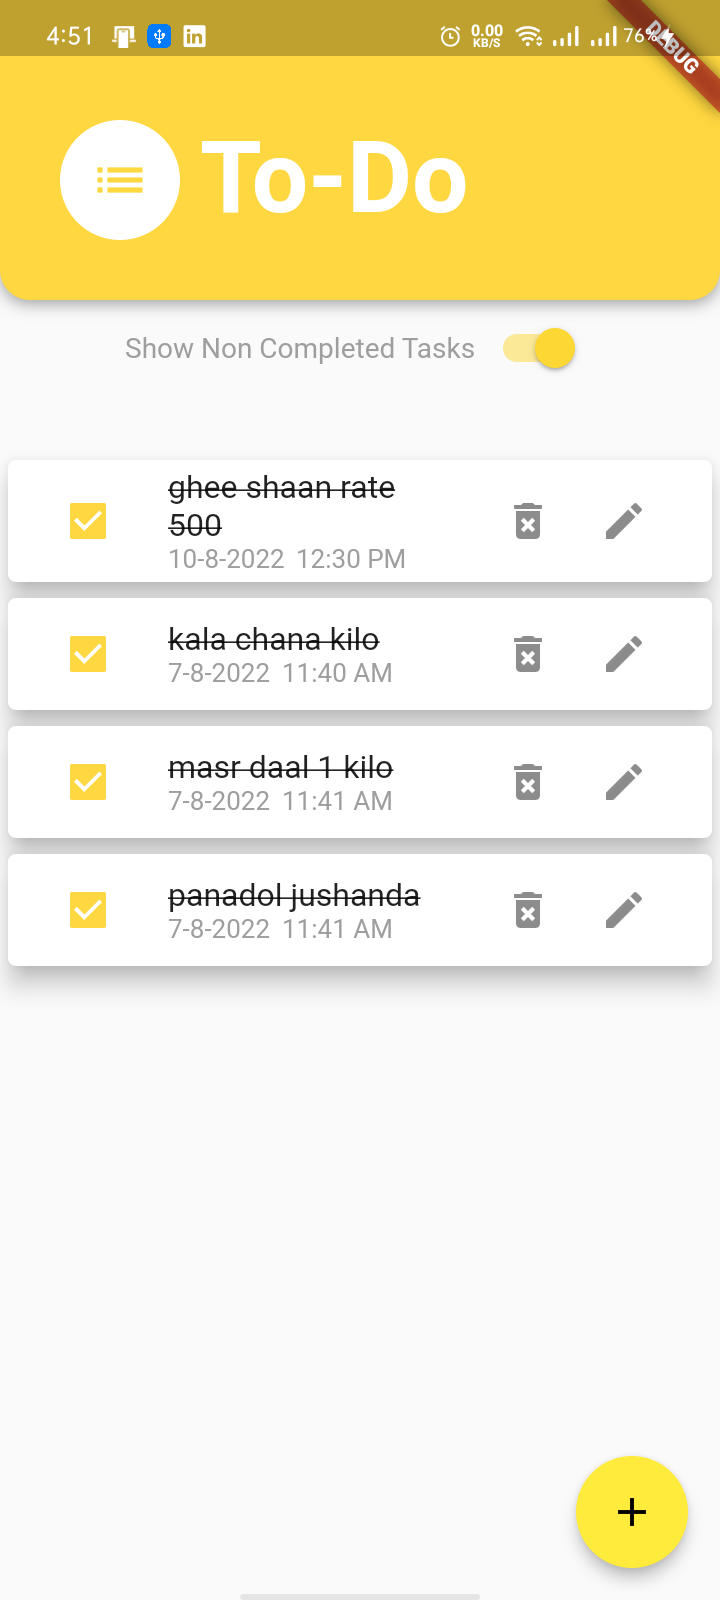 4:51
in
0.00
KB/S
76%
DEBUG
To-Do
Show Non Completed Tasks
ghee shaan rate
500
10-8-2022 12:30 PM
kala chana kilo
7-8-2022 11:40 AM
masr daal 1 kilo
7-8-2022 11:41 AM
panadol jushanda
7-8-2022 11:41 AM